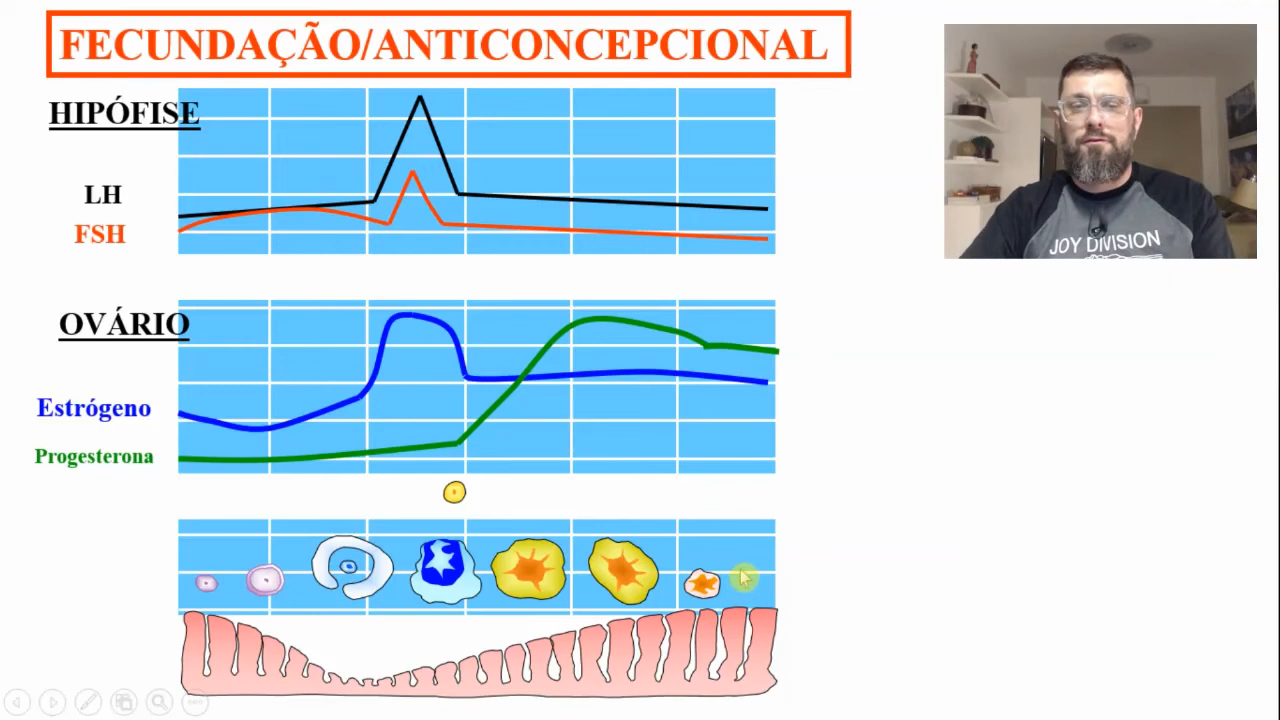 FECUNDAÇÃO/ANTICONCEPCIONAL
HIPÓFISE
LH
FSH
JOY DIVISION
OVÁRIO
Estrógeno
Progesterona